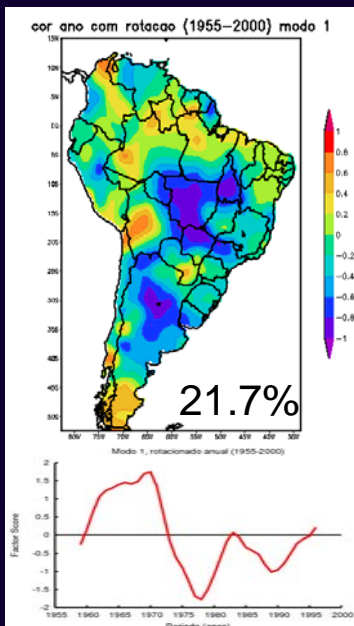 cor ano com rotacao (1955−2000) modo 1
15N
10N
5N
EQ
5S
10S
15S
20S
25S
30S
35S
40S
45S
50S
80W 75W 70W 65W 60W 55W 50W 45W 40W 35W 30W
1
0.8
0.6
0.4
0.2
0
−0.2
−0.4
−0.6
−0.8
−1
21.7%
Modo 1, rotacionado anual (1955-2000)
Factor Score
2
1.5
1
0.5
0
-0.5
-1
-1.5
-2
1955 1960 1965 1970 1975 1980 1985 1990 1995 2000
Periodo (anos)